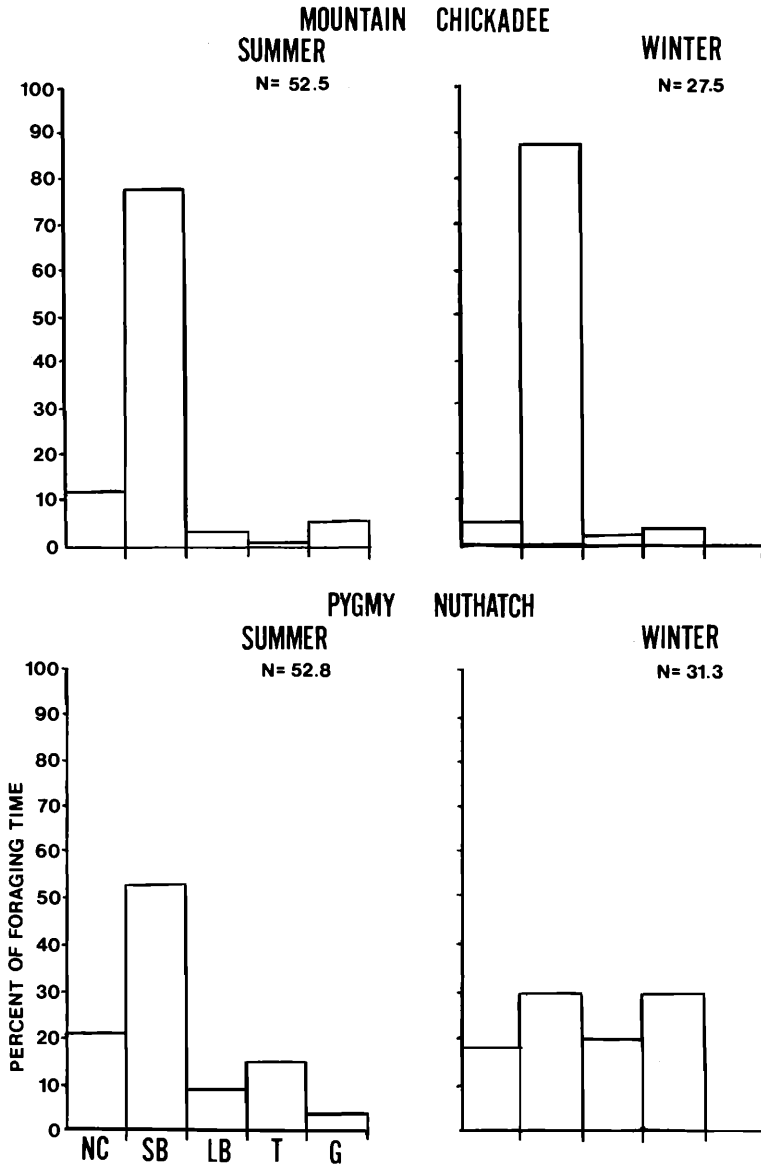 MOUNTAIN CHICKADEE
SUMMER
N= 52.5
WINTER
N= 27.5
100
90
80
70
60
50
40
30
20
10
0
PYGMY NUTHATCH
SUMMER
N= 52.8
WINTER
N= 31.3
PERCENT OF FORAGING TIME
100
90
80
70
60
50
40
30
20
10
0
NC SB LB T G